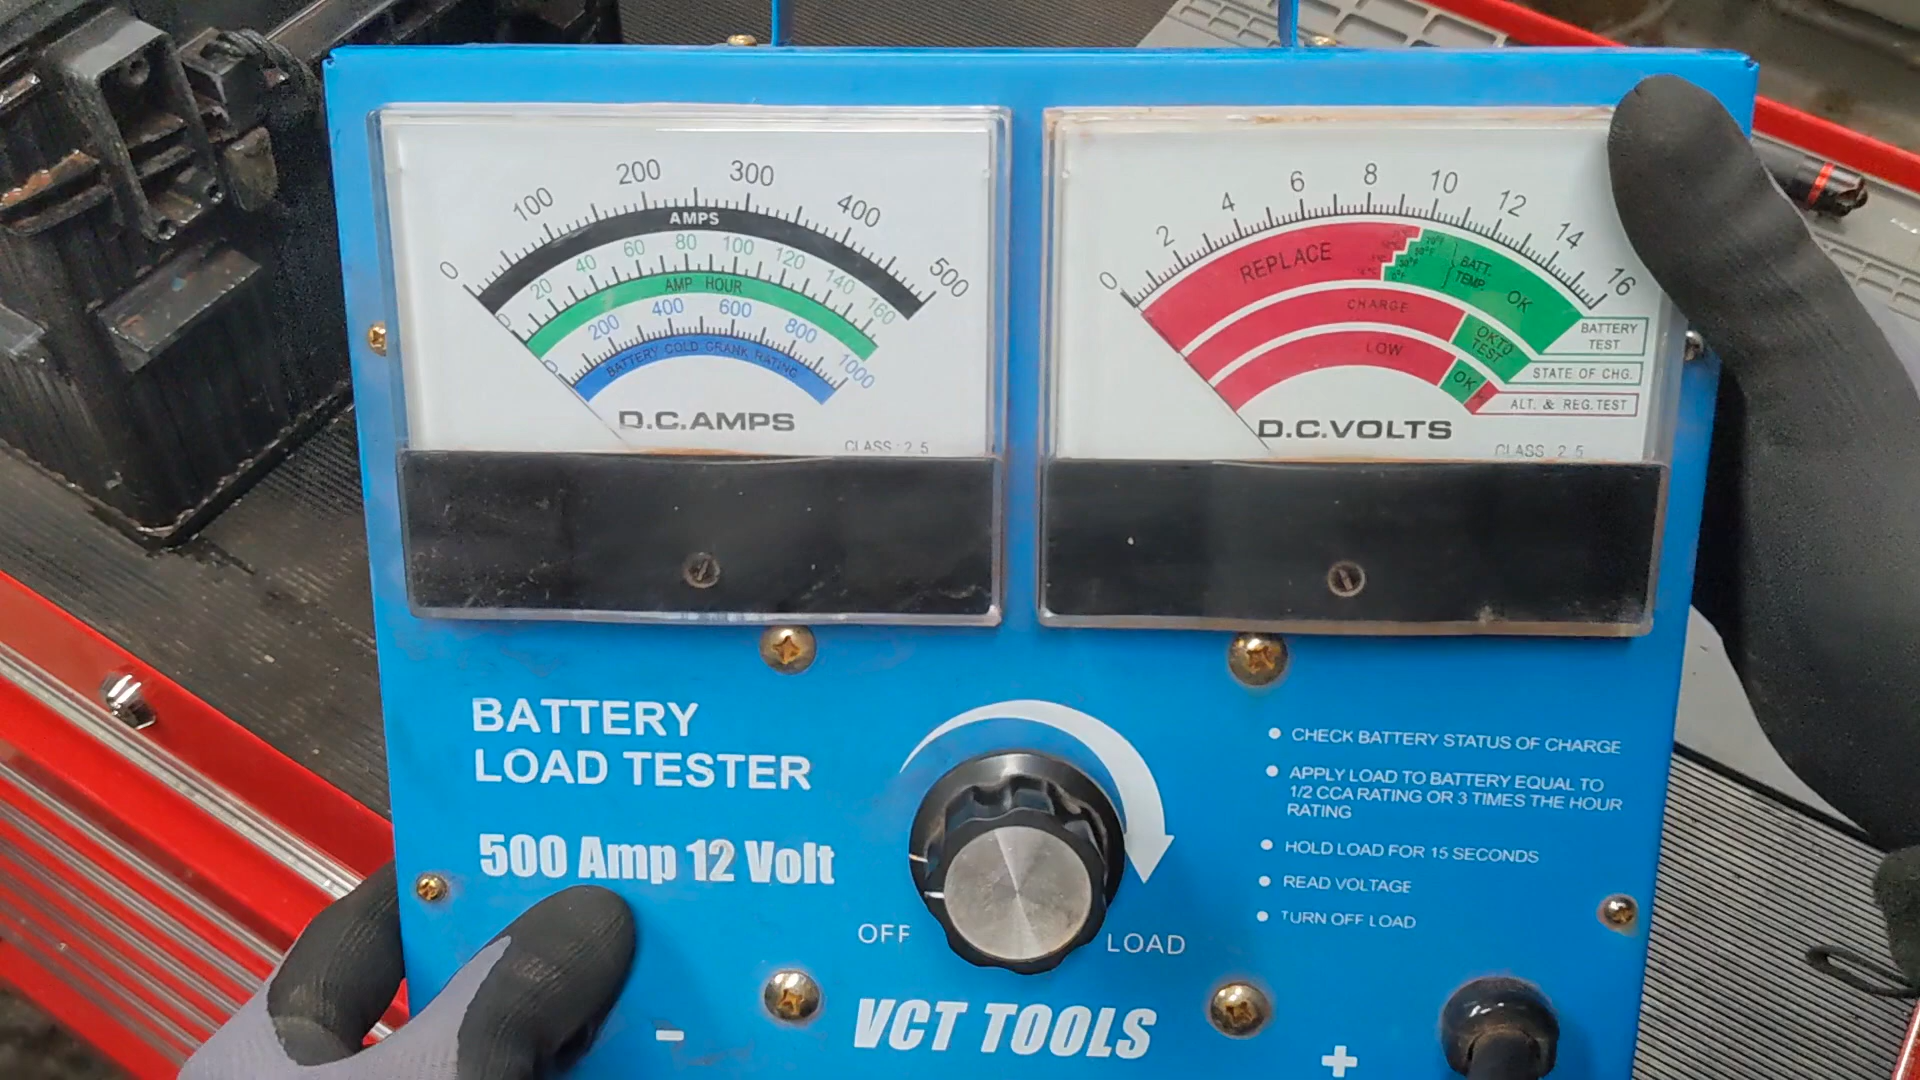 0 100 200 300 400 500
AMPS
0 20 40 60 80 100 120 140 160
AMP HOUR
0 200 400 600 800 1000
BATTERY COLD CRANK RATING
D.C.AMPS
CLASS : 2.5
0 2 4 6 8 10 12 14 16
REPLACE
BATT.
TEMP
OK
CHARGE
OK TO
TEST
LOW
OK
BATTERY
TEST
STATE OF CHG.
ALT. & REG.TEST
D.C.VOLTS
CLASS 2.5
BATTERY
LOAD TESTER
500 Amp 12 Volt
OFF
LOAD
• CHECK BATTERY STATUS OF CHARGE
• APPLY LOAD TO BATTERY EQUAL TO
1/2 CCA RATING OR 3 TIMES THE HOUR
RATING
• HOLD LOAD FOR 15 SECONDS
• READ VOLTAGE
• TURN OFF LOAD
VCT TOOLS
-
+